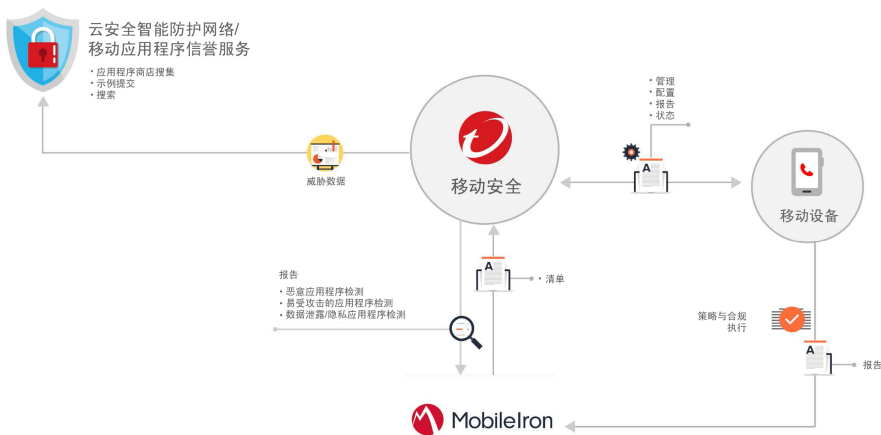 云安全智能防护网络/
移动应用程序信誉服务
• 应用程序商店搜集
• 示例提交
• 搜索
• 管理
• 配置
• 报告
• 状态
A
威胁数据
移动安全
移动设备
A
• 清单
报告
• 恶意应用程序检测
• 易受攻击的应用程序检测
• 数据泄露/隐私应用程序检测
策略与合规
执行
A
• 报告
MobileIron